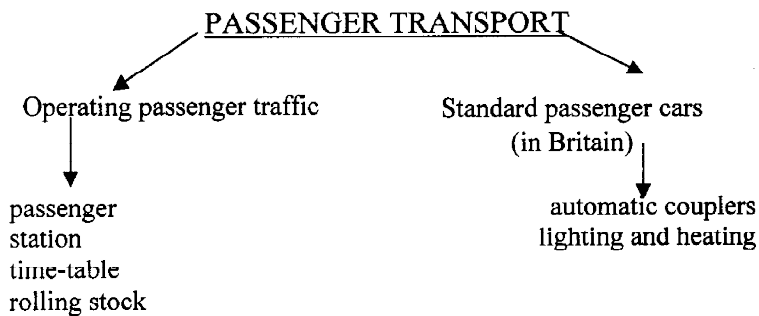 PASSENGER TRANSPORT
Operating passenger traffic
Standard passenger cars
(in Britain)
passenger
station
time-table
rolling stock
automatic couplers
lighting and heating